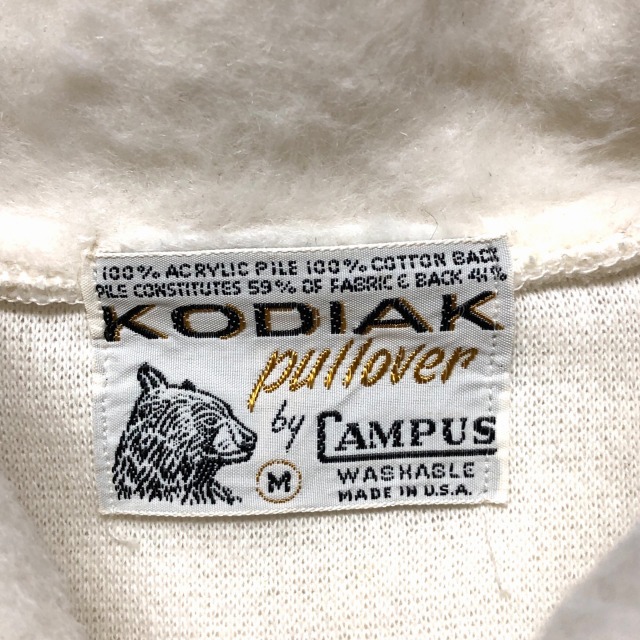 100% ACRYLIC PILE 100% COTTON BACK
PILE CONSTITUTES 59% OF FABRIC & BACK 41%
KODIAK
pullover
by CAMPUS
M
WASHABLE
MADE IN U.S.A.